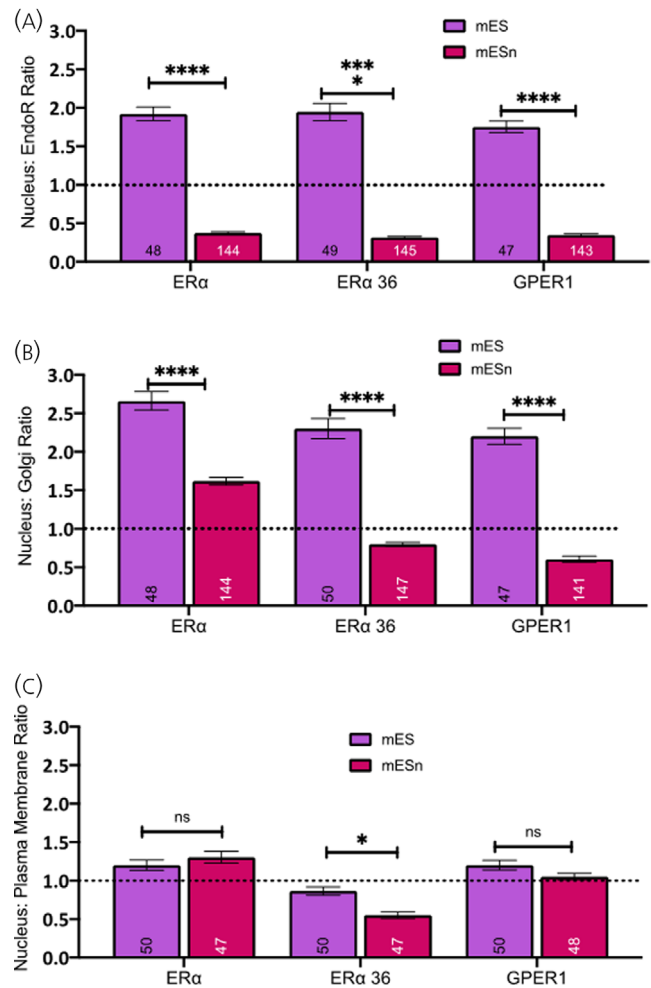 (A)
mES
mESn
Nucleus: EndoR Ratio
3.0
2.5
2.0
1.5
1.0
0.5
0.0
****
***
*
****
48
144
49
145
47
143
ERα
ERα 36
GPER1
(B)
mES
mESn
Nucleus: Golgi Ratio
3.0
2.5
2.0
1.5
1.0
0.5
0.0
****
****
****
48
144
50
147
47
141
ERα
ERα 36
GPER1
(C)
mES
mESn
Nucleus: Plasma Membrane Ratio
3.0
2.5
2.0
1.5
1.0
0.5
0.0
ns
*
ns
50
47
50
47
50
48
ERα
ERα 36
GPER1